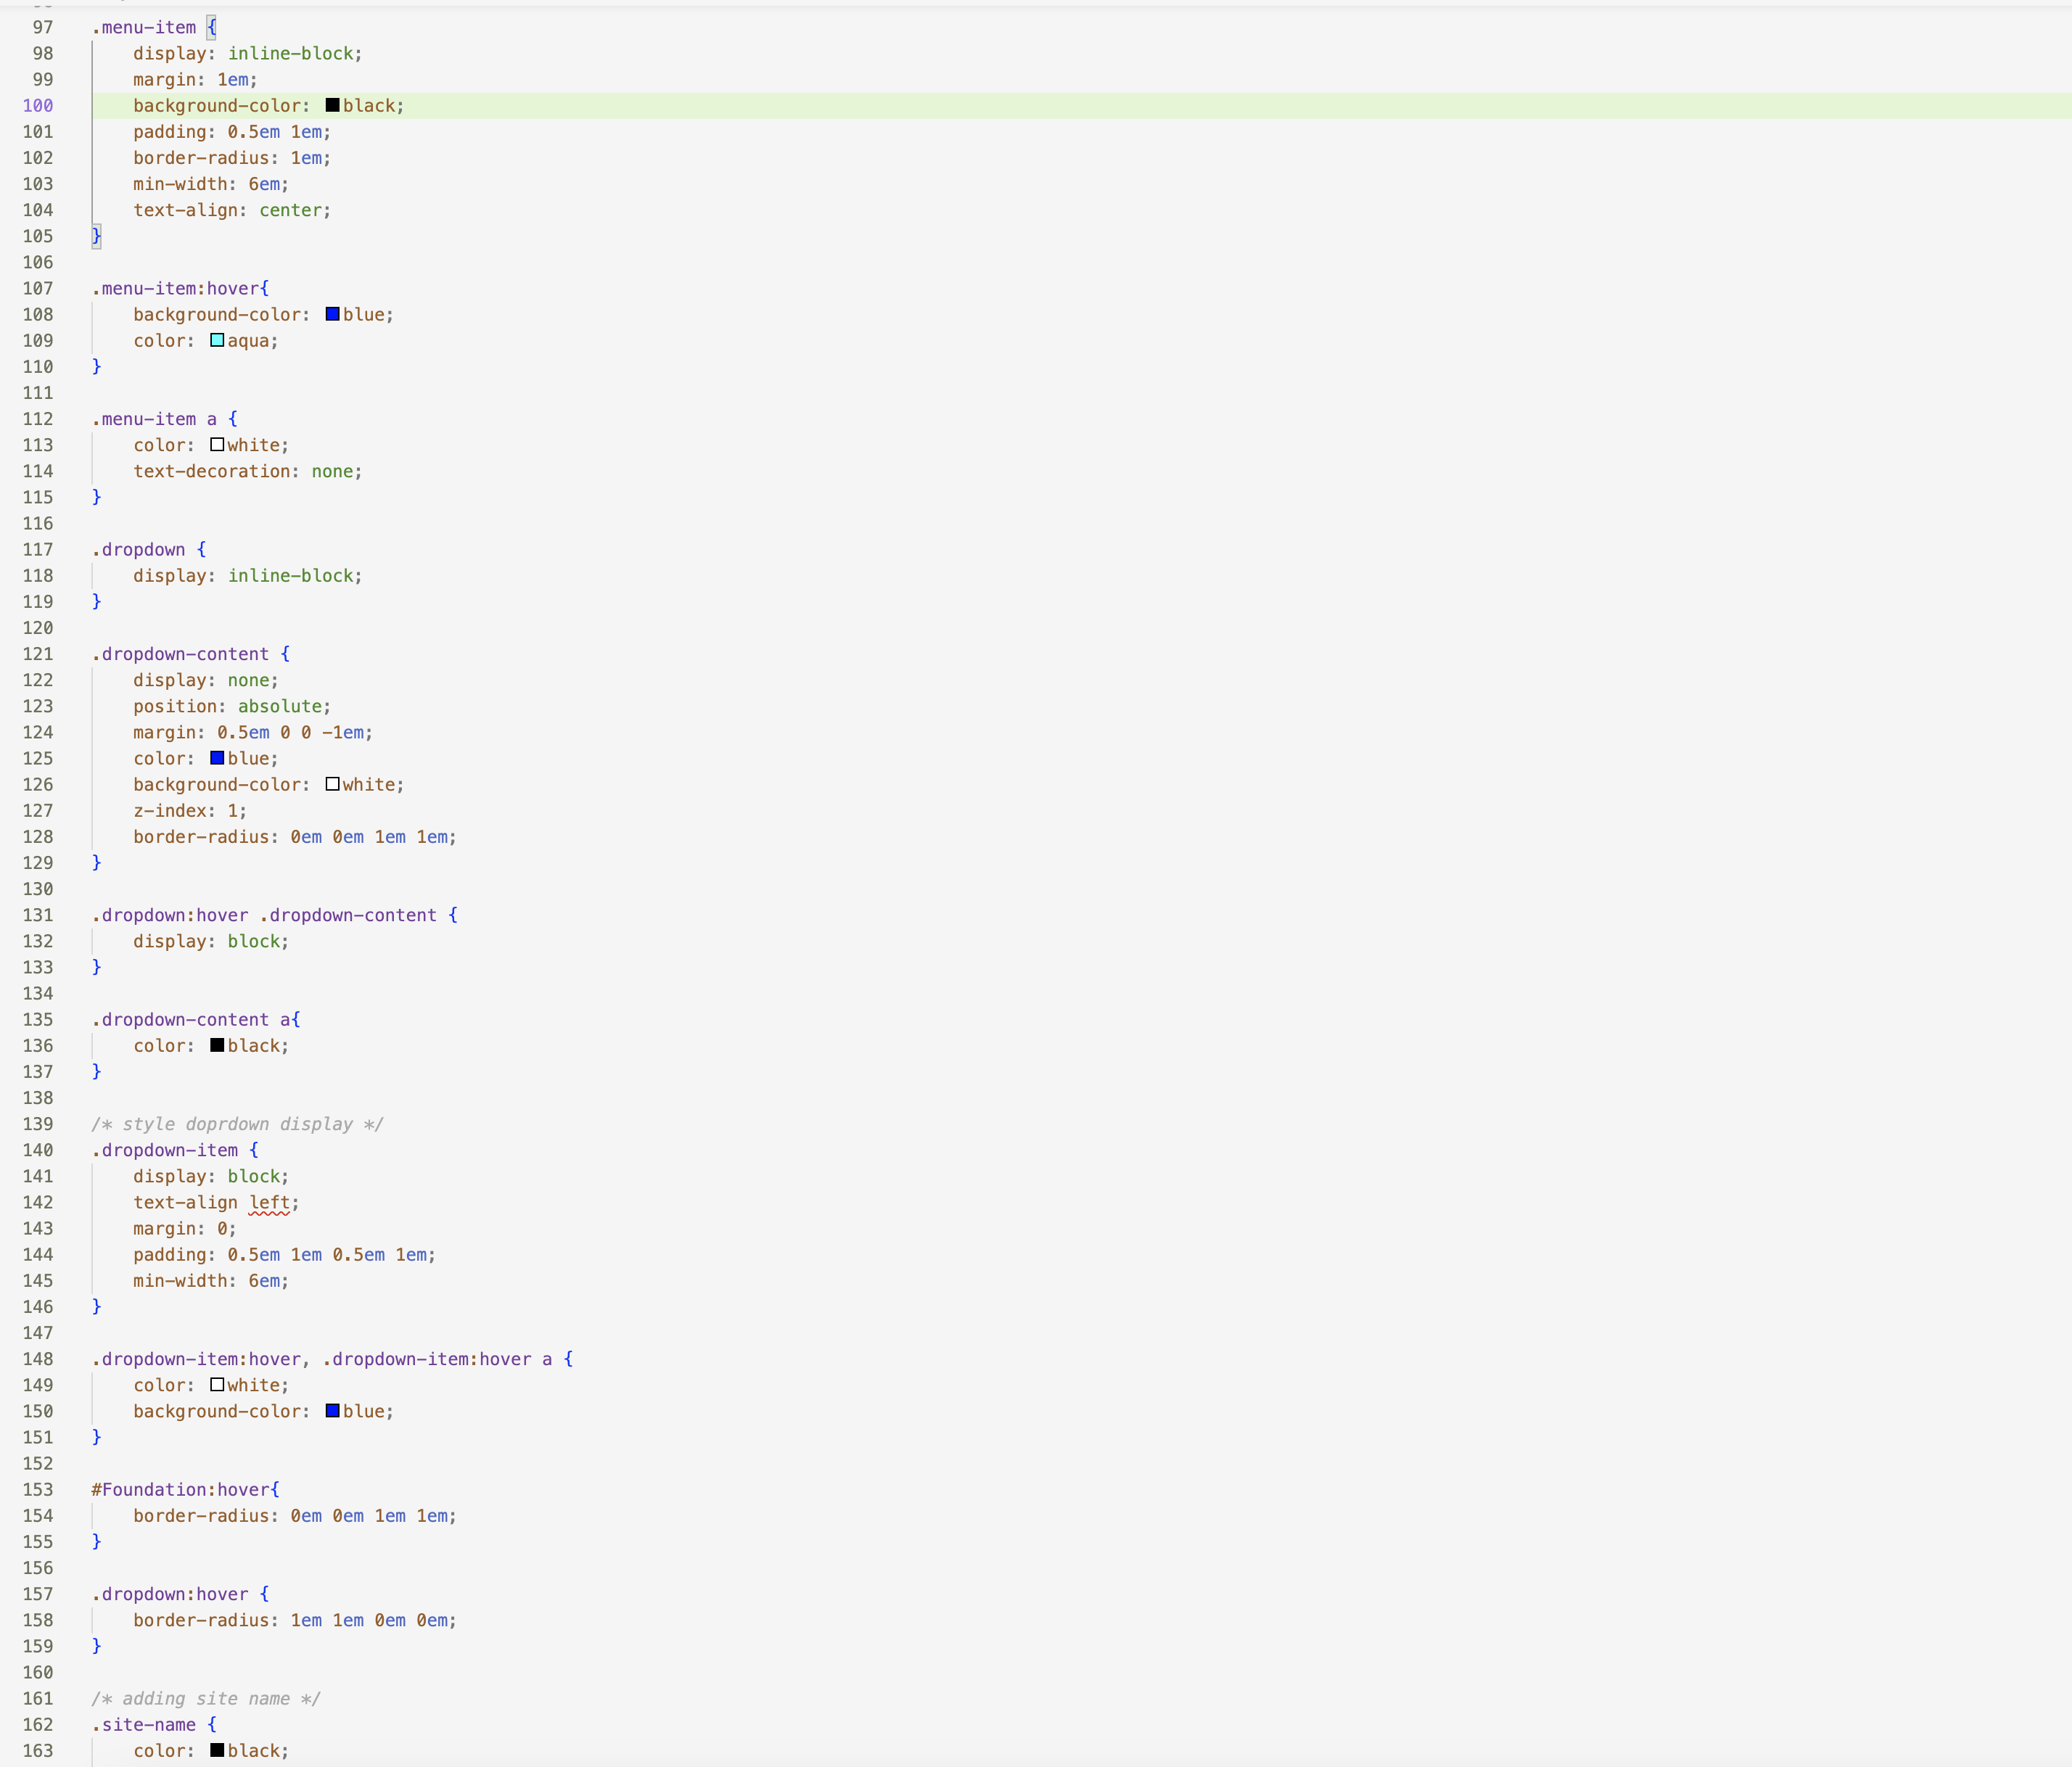 97 .menu-item {
98 display: inline-block;
99 margin: 1em;
100 background-color: black;
101 padding: 0.5em 1em;
102 border-radius: 1em;
103 min-width: 6em;
104 text-align: center;
105 }
106
107 .menu-item:hover{
108 background-color: blue;
109 color: aqua;
110 }
111
112 .menu-item a {
113 color: white;
114 text-decoration: none;
115 }
116
117 .dropdown {
118 display: inline-block;
119 }
120
121 .dropdown-content {
122 display: none;
123 position: absolute;
124 margin: 0.5em 0 0 -1em;
125 color: blue;
126 background-color: white;
127 z-index: 1;
128 border-radius: 0em 0em 1em 1em;
129 }
130
131 .dropdown:hover .dropdown-content {
132 display: block;
133 }
134
135 .dropdown-content a{
136 color: black;
137 }
138
139 /* style doprdown display */
140 .dropdown-item {
141 display: block;
142 text-align left;
143 margin: 0;
144 padding: 0.5em 1em 0.5em 1em;
145 min-width: 6em;
146 }
147
148 .dropdown-item:hover, .dropdown-item:hover a {
149 color: white;
150 background-color: blue;
151 }
152
153 #Foundation:hover{
154 border-radius: 0em 0em 1em 1em;
155 }
156
157 .dropdown:hover {
158 border-radius: 1em 1em 0em 0em;
159 }
160
161 /* adding site name */
162 .site-name {
163 color: black;